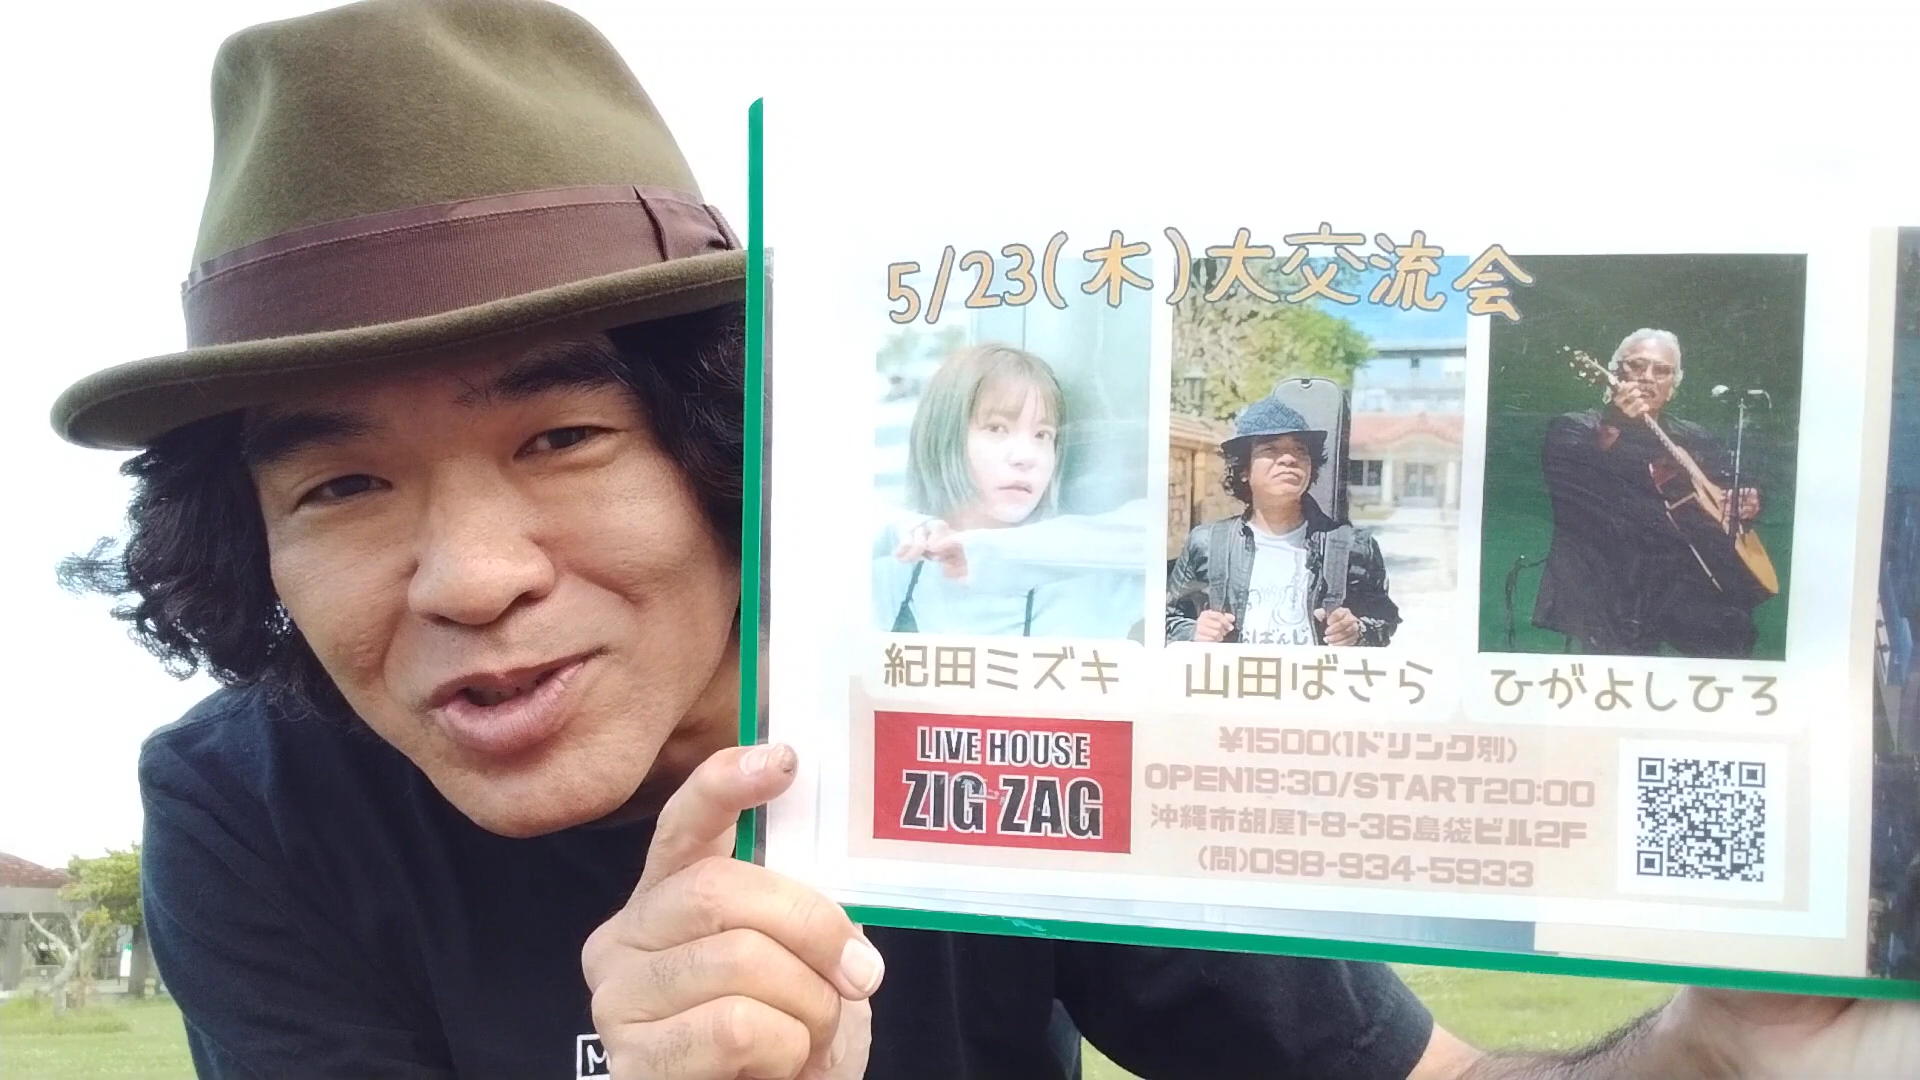 5/23(木)大交流会
紀田ミズキ
山田ばさら
ひがよしひろ
LIVE HOUSE
ZIG ZAG
¥1500(1ドリンク別)
OPEN19:30/START20:00
沖縄市胡屋1-8-36島袋ビル2F
(問)098-934-5933